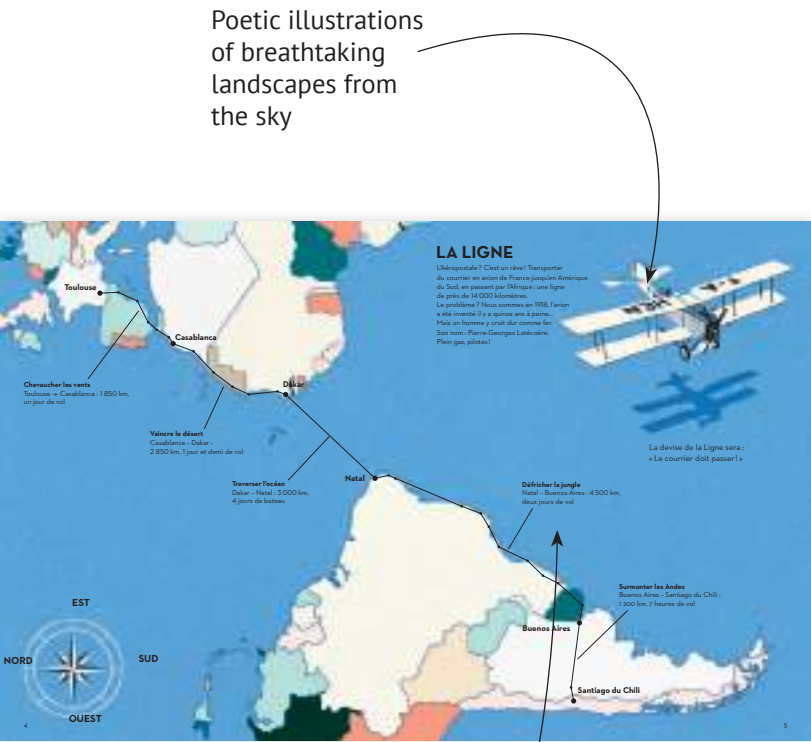 Poetic illustrations
of breathtaking
landscapes from
the sky
LA LIGNE
L'Aéropostale ? C'est un rêve ! Transporter
du courrier en avion de France jusqu'en Amérique
du Sud, en passant par l'Afrique : une ligne
de près de 14 000 kilomètres.
Le problème ? Nous sommes en 1918, l'avion
a été inventé il y a quinze ans à peine…
Mais un homme y croit dur comme fer.
Son nom : Pierre-Georges Latécoère.
Plein gaz, pilotes !
Toulouse
Casablanca
Chevaucher les vents
Toulouse – Casablanca : 1 850 km,
un jour de vol
Dakar
Vaincre le désert
Casablanca – Dakar :
2 850 km, 1 jour et demi de vol
La devise de la Ligne sera :
« Le courrier doit passer ! »
Traverser l'océan
Dakar – Natal : 3 000 km,
4 jours de bateau
Natal
Défricher la jungle
Natal – Buenos Aires : 4 500 km,
deux jours de vol
Surmonter les Andes
Buenos Aires – Santiago du Chili :
1 200 km, 7 heures de vol
Buenos Aires
Santiago du Chili
EST
NORD
SUD
OUEST
4
5